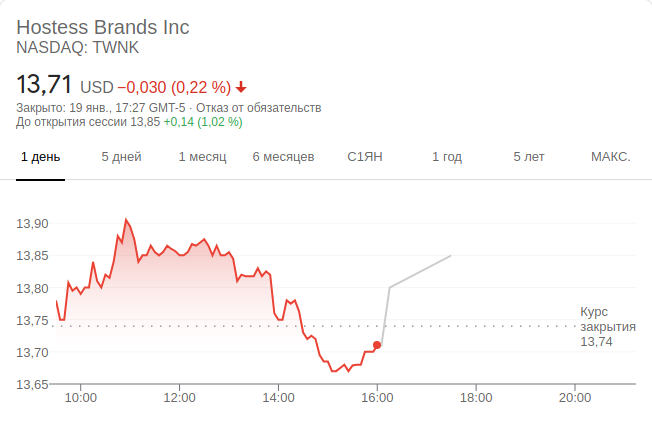 Hostess Brands Inc
NASDAQ: TWNK
13,71 USD −0,030 (0,22 %)
Закрыто: 19 янв., 17:27 GMT-5 · Отказ от обязательств
До открытия сессии 13,85 +0,14 (1,02 %)
1 день 5 дней 1 месяц 6 месяцев С1ЯН 1 год 5 лет МАКС.
13,90
13,85
13,80
13,75
13,70
13,65
Курс
закрытия
13,74
10:00 12:00 14:00 16:00 18:00 20:00